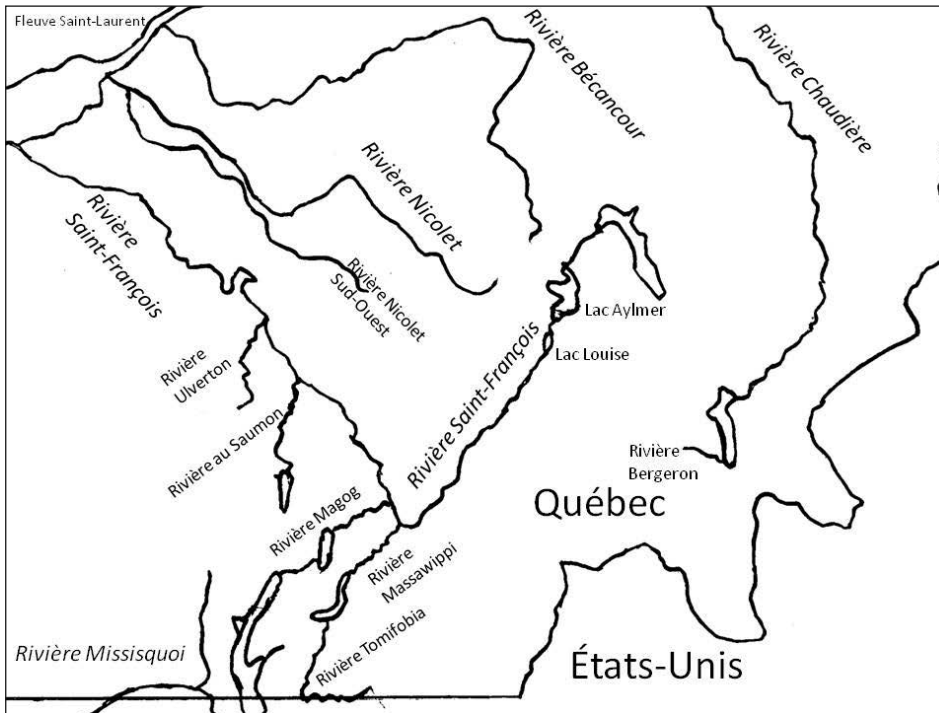 Fleuve Saint-Laurent
Rivière Bécancour
Rivière Chaudière
Rivière Nicolet
Rivière
Saint-François
Rivière Nicolet
Sud-Ouest
Lac Aylmer
Lac Louise
Rivière
Ulverton
Rivière Saint-François
Rivière au Saumon
Rivière
Bergeron
Québec
Rivière Magog
Rivière
Massawippi
Rivière Tomifobia
Rivière Missisquoi
États-Unis